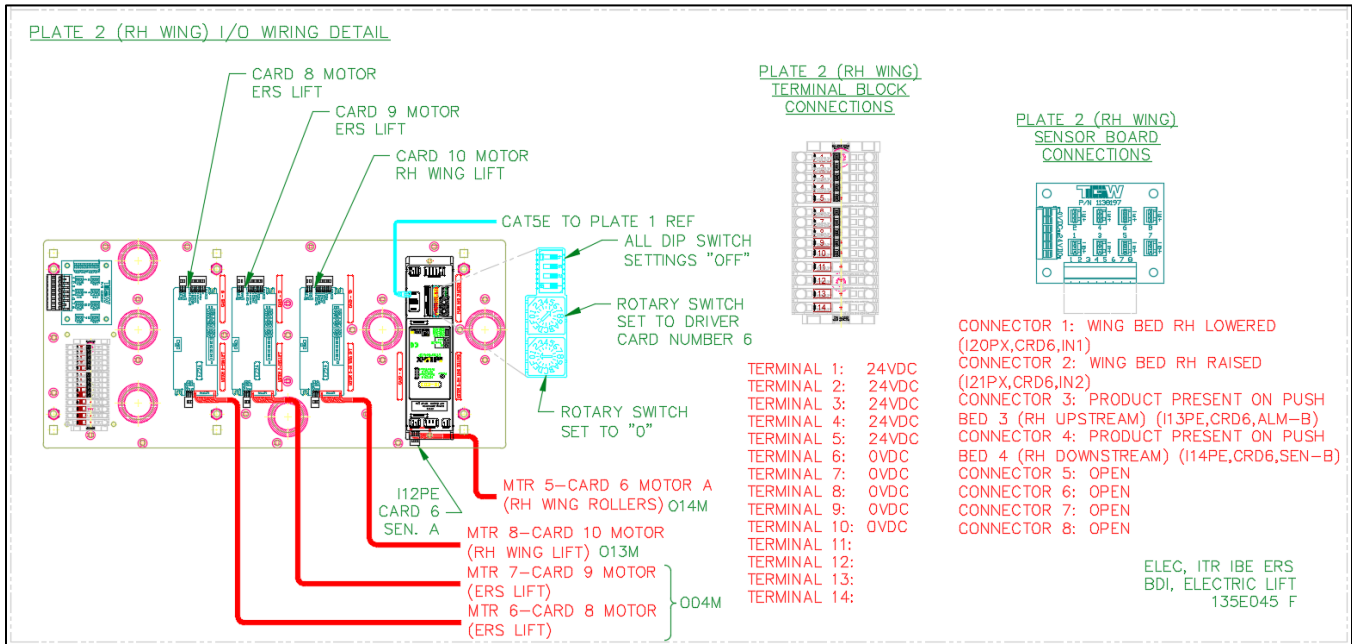 PLATE 2 (RH WING) I/O WIRING DETAIL
CARD 8 MOTOR
ERS LIFT
CARD 9 MOTOR
ERS LIFT
CARD 10 MOTOR
RH WING LIFT
CAT5E TO PLATE 1 REF
ALL DIP SWITCH
SETTINGS "OFF"
ROTARY SWITCH
SET TO DRIVER
CARD NUMBER 6
ROTARY SWITCH
SET TO "0"
I12PE
CARD 6
SEN. A
MTR 5-CARD 6 MOTOR A
(RH WING ROLLERS) O14M
MTR 8-CARD 10 MOTOR
(RH WING LIFT) O13M
MTR 7-CARD 9 MOTOR
(ERS LIFT)
MTR 6-CARD 8 MOTOR
(ERS LIFT)
O04M
PLATE 2 (RH WING)
TERMINAL BLOCK
CONNECTIONS
TERMINAL 1: 24VDC
TERMINAL 2: 24VDC
TERMINAL 3: 24VDC
TERMINAL 4: 24VDC
TERMINAL 5: 24VDC
TERMINAL 6: 0VDC
TERMINAL 7: 0VDC
TERMINAL 8: 0VDC
TERMINAL 9: 0VDC
TERMINAL 10: 0VDC
TERMINAL 11:
TERMINAL 12:
TERMINAL 13:
TERMINAL 14:
PLATE 2 (RH WING)
SENSOR BOARD
CONNECTIONS
TGW
P/N 1138197
1 2 3 4 5 6 7 8
CONNECTOR 1: WING BED RH LOWERED
(I20PX,CRD6,IN1)
CONNECTOR 2: WING BED RH RAISED
(I21PX,CRD6,IN2)
CONNECTOR 3: PRODUCT PRESENT ON PUSH
BED 3 (RH UPSTREAM) (I13PE,CRD6,ALM-B)
CONNECTOR 4: PRODUCT PRESENT ON PUSH
BED 4 (RH DOWNSTREAM) (I14PE,CRD6,SEN-B)
CONNECTOR 5: OPEN
CONNECTOR 6: OPEN
CONNECTOR 7: OPEN
CONNECTOR 8: OPEN
ELEC, ITR IBE ERS
BDI, ELECTRIC LIFT
135E045 F